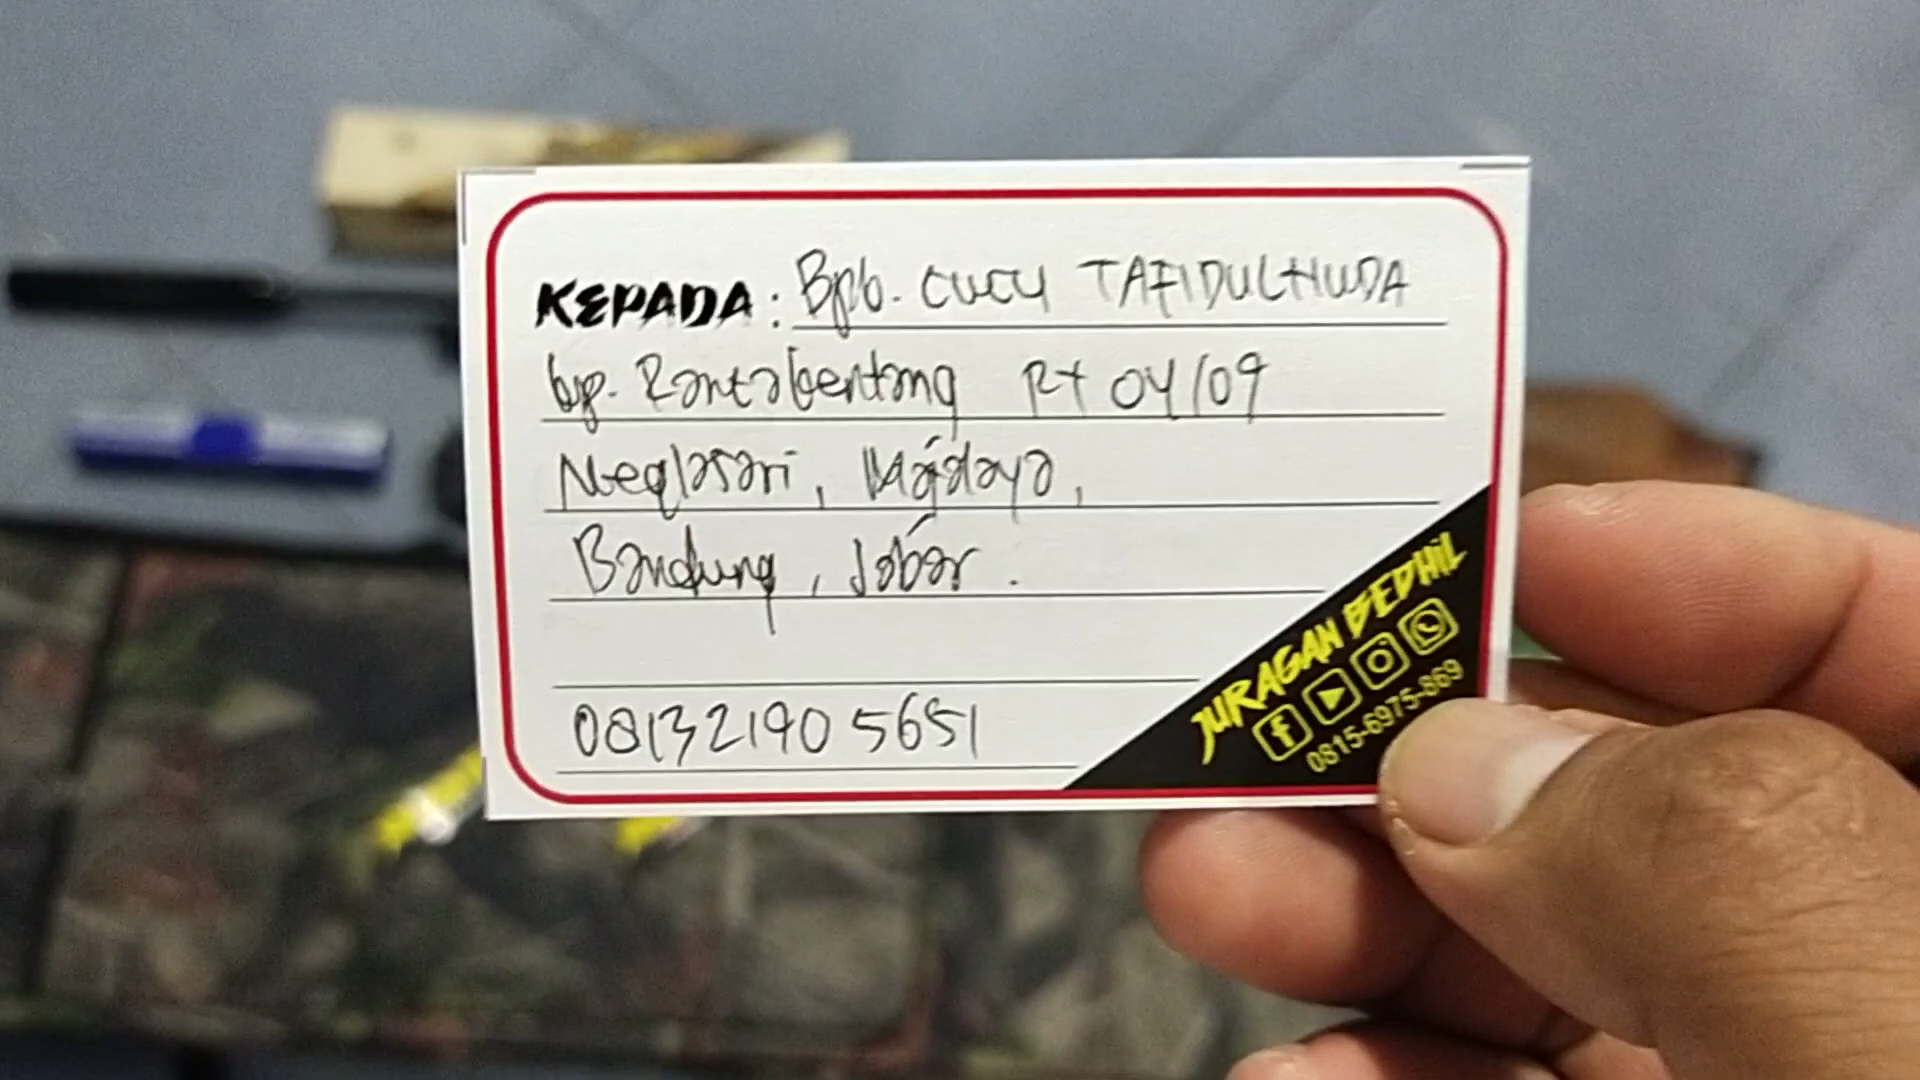 KEPADA: Bpk. CUCU TAFIDULHUDA
kp. Rantabentang Rt 04/09
Neglasari, Majalaya,
Bandung, Jabar.
081321905651
JURAGAN BEDHIL
0815-6975-869